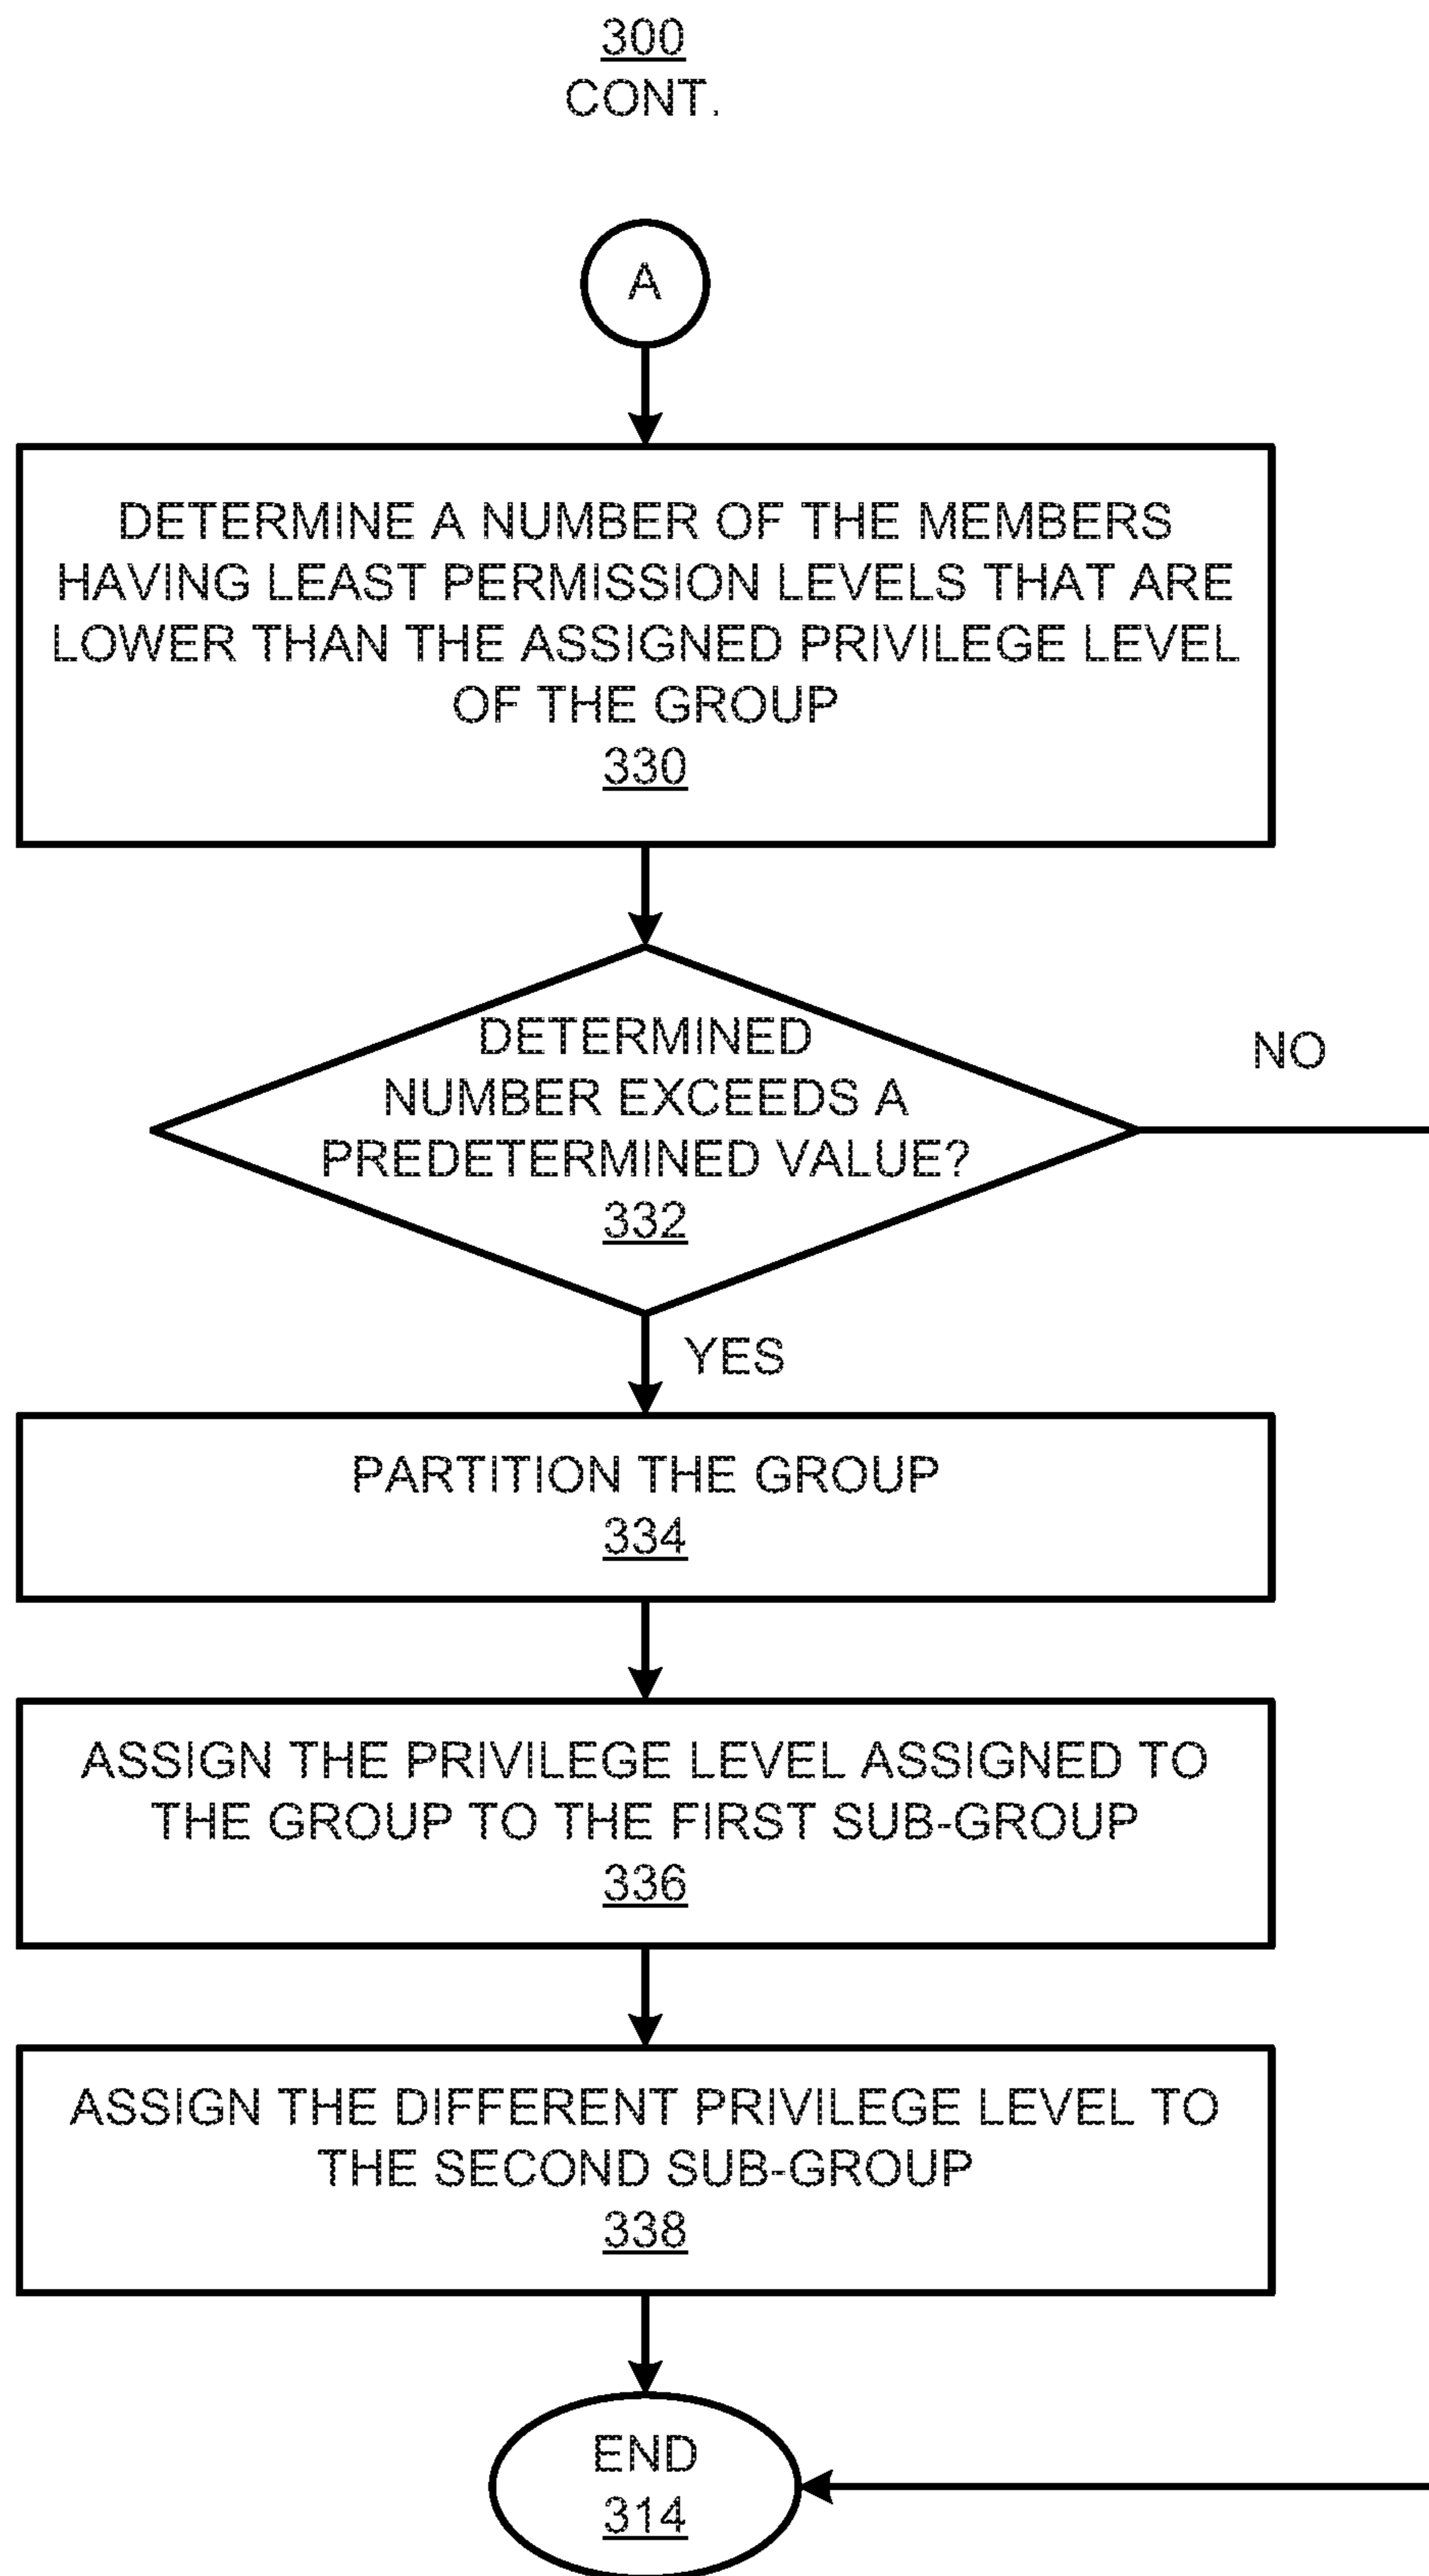 300
CONT.
A
DETERMINE A NUMBER OF THE MEMBERS
HAVING LEAST PERMISSION LEVELS THAT ARE
LOWER THAN THE ASSIGNED PRIVILEGE LEVEL
OF THE GROUP
330
DETERMINED
NUMBER EXCEEDS A
PREDETERMINED VALUE?
332
NO
YES
PARTITION THE GROUP
334
ASSIGN THE PRIVILEGE LEVEL ASSIGNED TO
THE GROUP TO THE FIRST SUB-GROUP
336
ASSIGN THE DIFFERENT PRIVILEGE LEVEL TO
THE SECOND SUB-GROUP
338
END
314